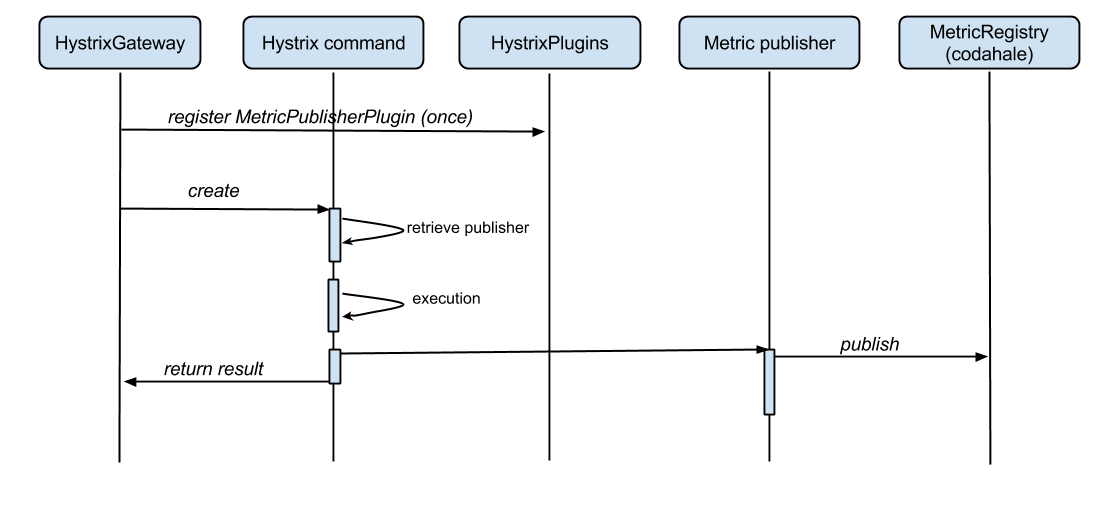 HystrixGateway
Hystrix command
HystrixPlugins
Metric publisher
MetricRegistry
(codahale)
register MetricPublisherPlugin (once)
create
retrieve publisher
execution
publish
return result